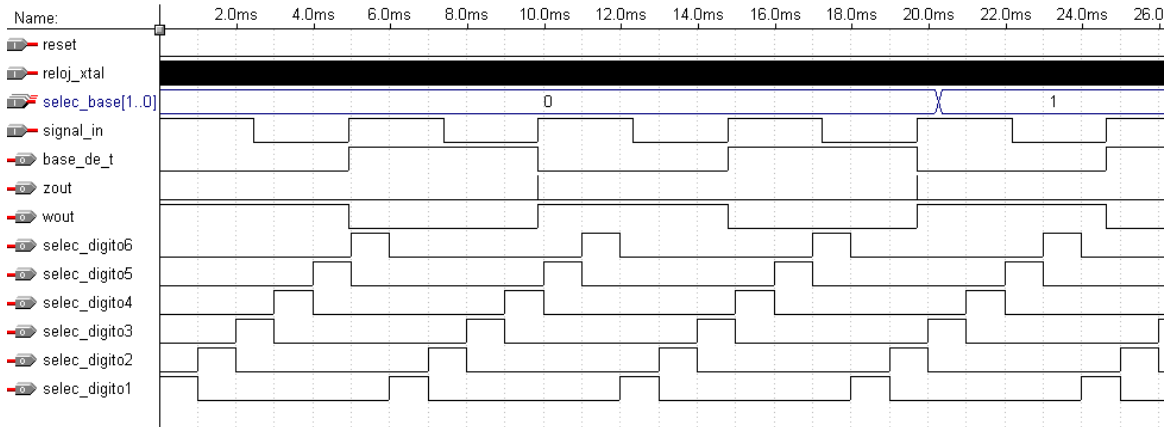 Name: 2.0ms 4.0ms 6.0ms 8.0ms 10.0ms 12.0ms 14.0ms 16.0ms 18.0ms 20.0ms 22.0ms 24.0ms 26.0
reset
reloj_xtal
selec_base[1..0] 0 1
signal_in
base_de_t
zout
wout
selec_digito6
selec_digito5
selec_digito4
selec_digito3
selec_digito2
selec_digito1